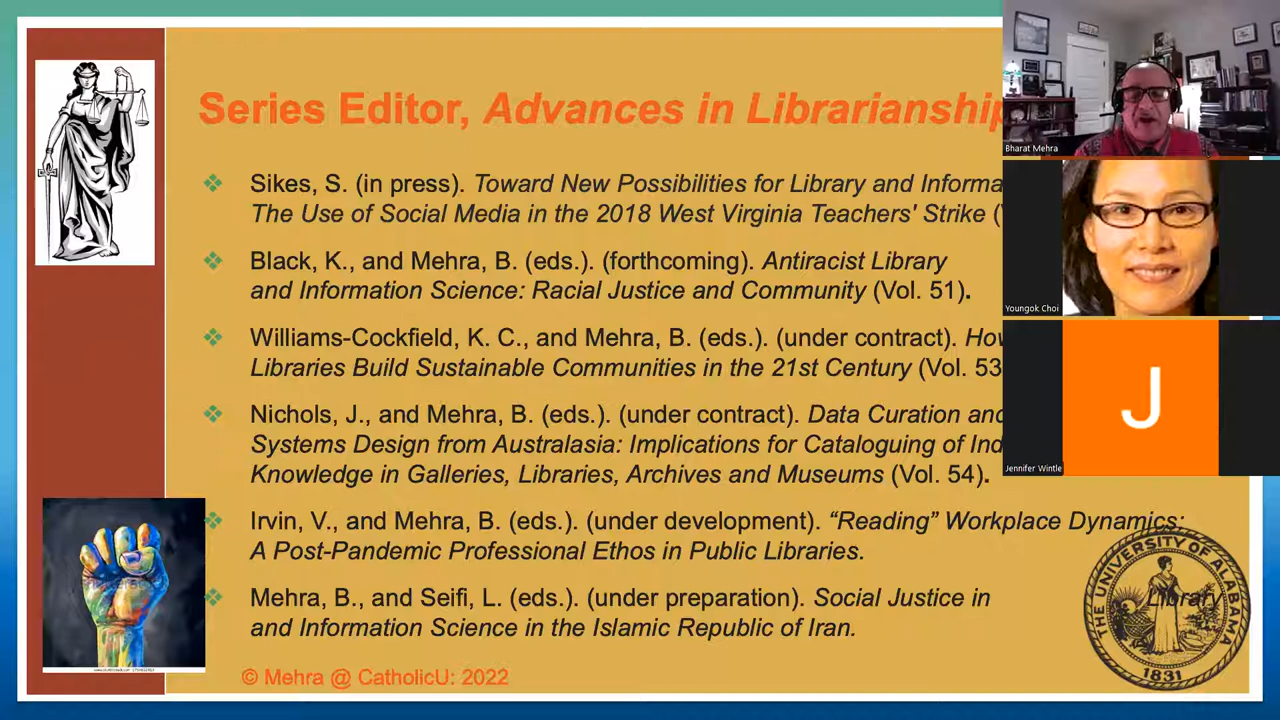 Series Editor, Advances in Librarianship
Sikes, S. (in press). Toward New Possibilities for Library and Informa
The Use of Social Media in the 2018 West Virginia Teachers' Strike (
Black, K., and Mehra, B. (eds.). (forthcoming). Antiracist Library
and Information Science: Racial Justice and Community (Vol. 51).
Williams-Cockfield, K. C., and Mehra, B. (eds.). (under contract). How
Libraries Build Sustainable Communities in the 21st Century (Vol. 53
Nichols, J., and Mehra, B. (eds.). (under contract). Data Curation and
Systems Design from Australasia: Implications for Cataloguing of Ind
Knowledge in Galleries, Libraries, Archives and Museums (Vol. 54).
Irvin, V., and Mehra, B. (eds.). (under development). “Reading” Workplace Dynamics:
A Post-Pandemic Professional Ethos in Public Libraries.
Mehra, B., and Seifi, L. (eds.). (under preparation). Social Justice in Library
and Information Science in the Islamic Republic of Iran.
© Mehra @ CatholicU: 2022
THE UNIVERSITY OF ALABAMA
1831
Bharat Mehra
Youngok Choi
J
Jennifer Wintle